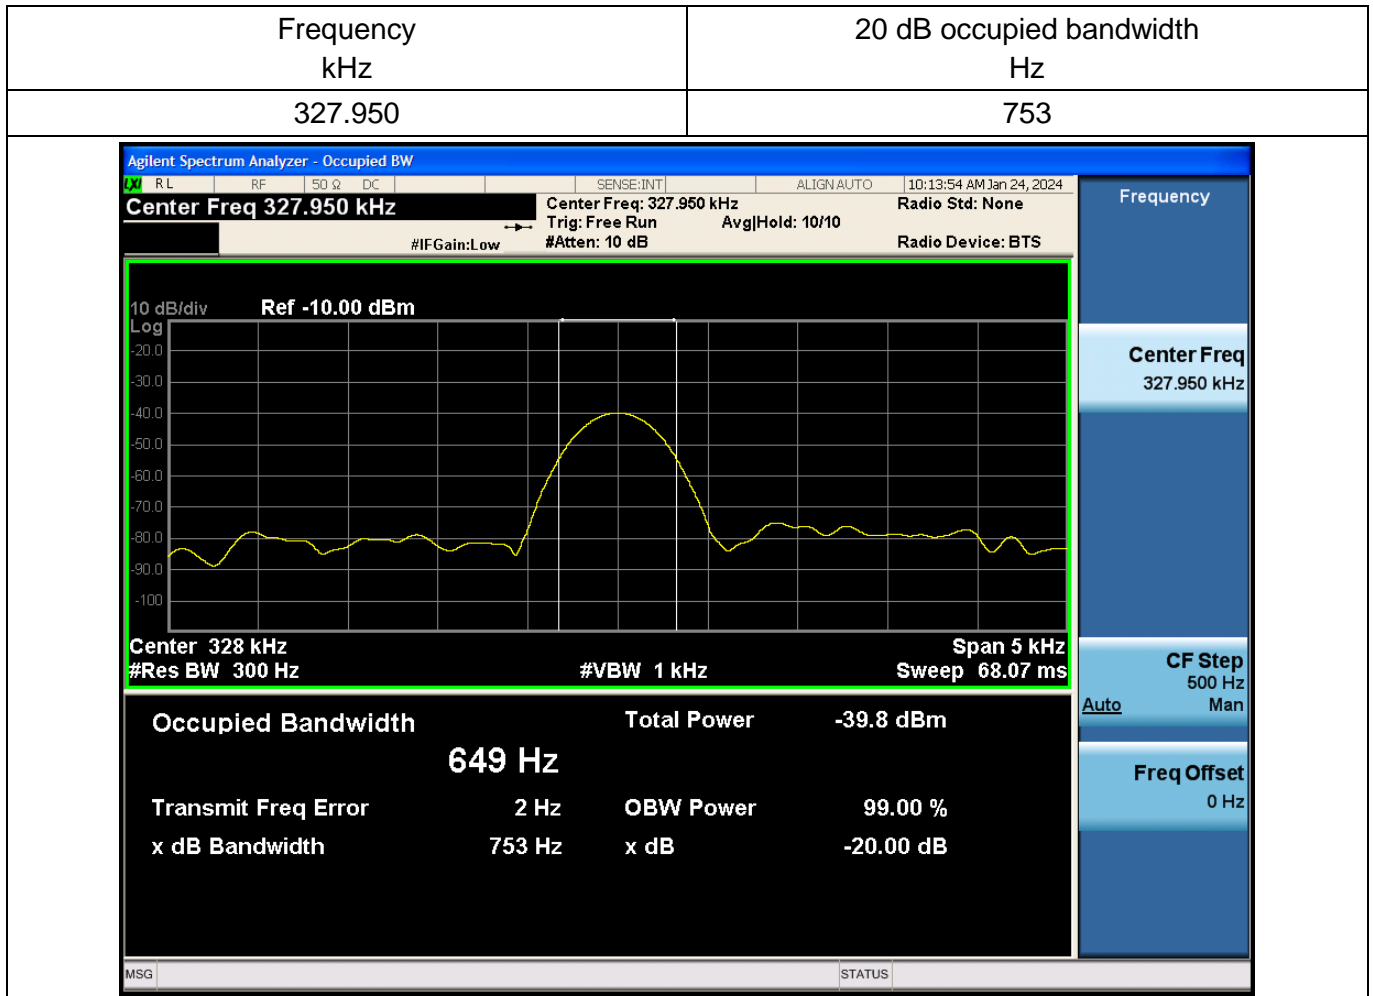 Frequency
kHz
20 dB occupied bandwidth
Hz
327.950
753
Agilent Spectrum Analyzer - Occupied BW
LXI RL RF 50 Ω DC SENSE:INT ALIGN AUTO 10:13:54 AM Jan 24, 2024
Center Freq 327.950 kHz
Center Freq: 327.950 kHz
Radio Std: None
Trig: Free Run
Avg|Hold: 10/10
#IFGain:Low
#Atten: 10 dB
Radio Device: BTS
10 dB/div
Ref -10.00 dBm
Log
-20.0
-30.0
-40.0
-50.0
-60.0
-70.0
-80.0
-90.0
-100
Center 328 kHz
Span 5 kHz
#Res BW 300 Hz
#VBW 1 kHz
Sweep 68.07 ms
Occupied Bandwidth
649 Hz
Total Power -39.8 dBm
Transmit Freq Error 2 Hz
OBW Power 99.00 %
x dB Bandwidth 753 Hz
x dB -20.00 dB
Frequency
Center Freq
327.950 kHz
CF Step
500 Hz
Auto Man
Freq Offset
0 Hz
MSG
STATUS